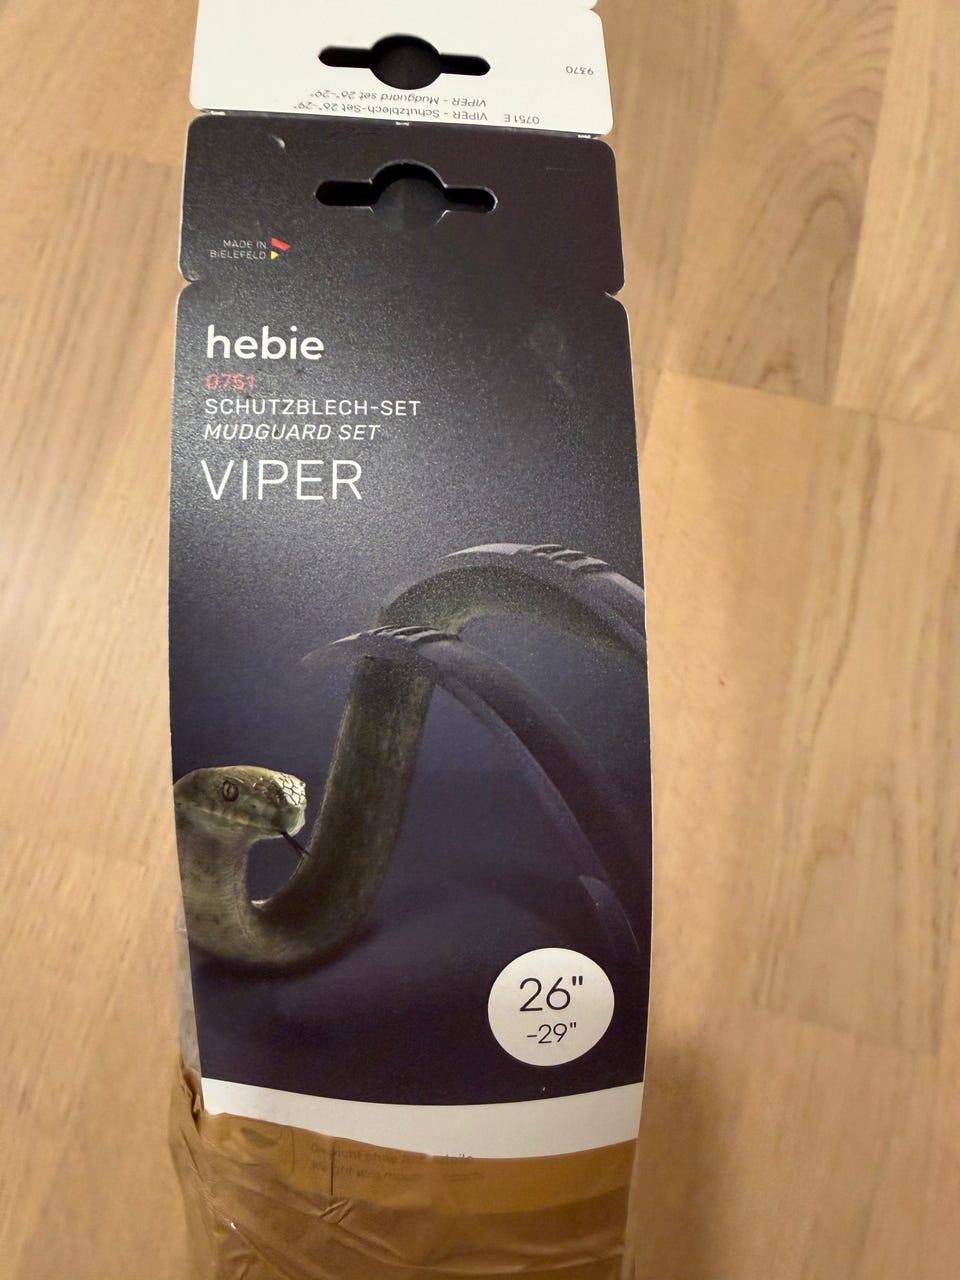 9370
0751 E VIPER - Schutzblech-Set 26"-29"
VIPER - Mudguard set 26"-29"
MADE IN
BIELEFELD
hebie
0751
SCHUTZBLECH-SET
MUDGUARD SET
VIPER
26"
-29"